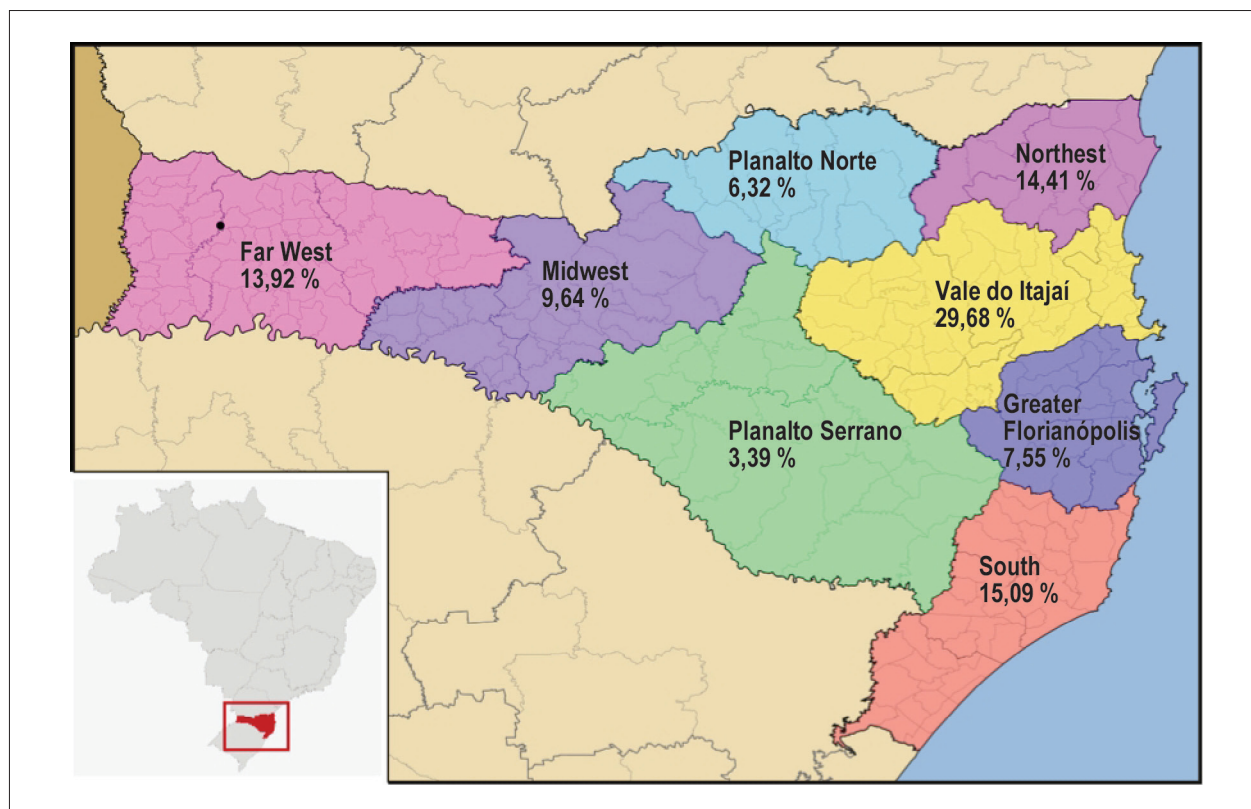 Planalto Norte
6,32 %
Northest
14,41 %
Far West
13,92 %
Midwest
9,64 %
Vale do Itajaí
29,68 %
Greater
Florianópolis
7,55 %
Planalto Serrano
3,39 %
South
15,09 %